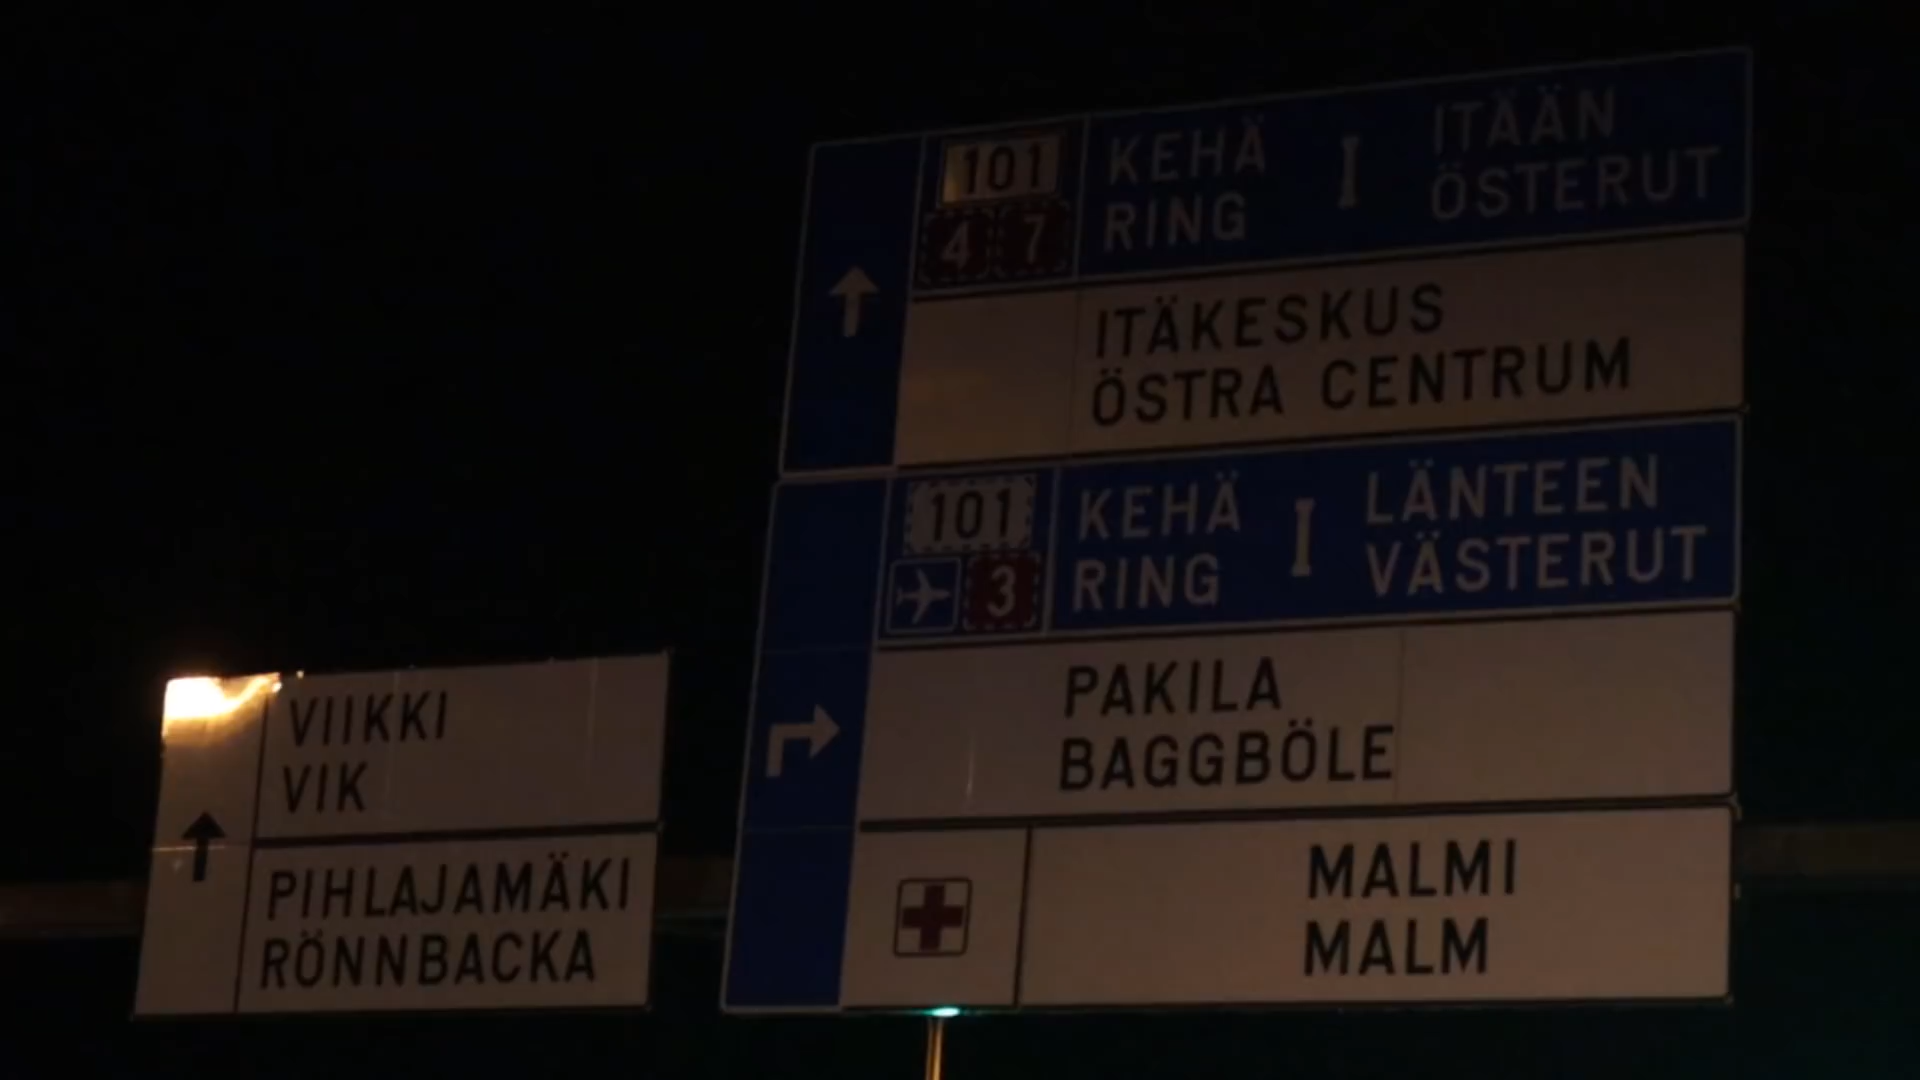 101
4 7
KEHÄ I ITÄÄN
RING ÖSTERUT
ITÄKESKUS
ÖSTRA CENTRUM
101
3
KEHÄ I LÄNTEEN
RING VÄSTERUT
PAKILA
BAGGBÖLE
MALMI
MALM
VIIKKI
VIK
PIHLAJAMÄKI
RÖNNBACKA